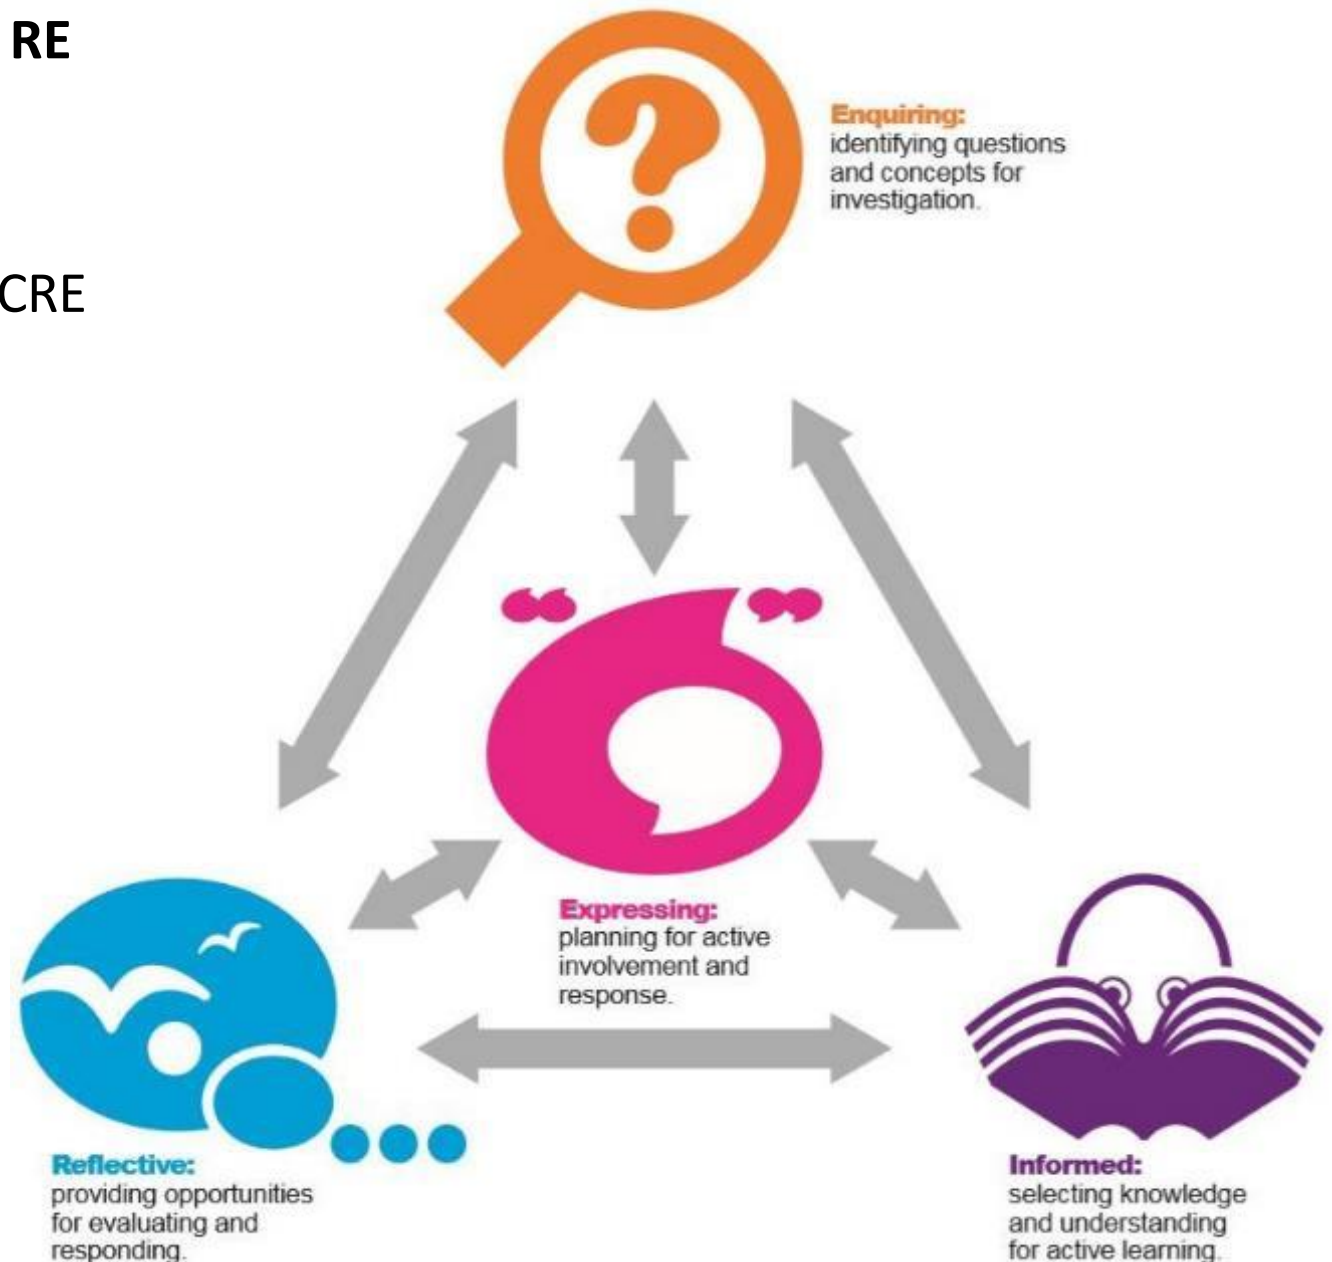 RE
Enquiring:
identifying questions
and concepts for
investigation.
CRE
“ ”
Expressing:
planning for active
involvement and
response.
Reflective:
providing opportunities
for evaluating and
responding.
Informed:
selecting knowledge
and understanding
for active learning.